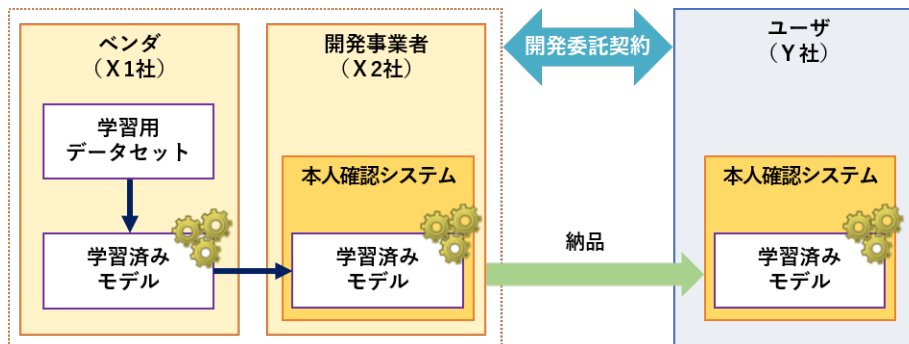 ベンダ
（Ｘ1社）
学習用
データセット
学習済み
モデル
開発事業者
（Ｘ2社）
本人確認システム
学習済み
モデル
開発委託契約
納品
ユーザ
（Ｙ社）
本人確認システム
学習済み
モデル